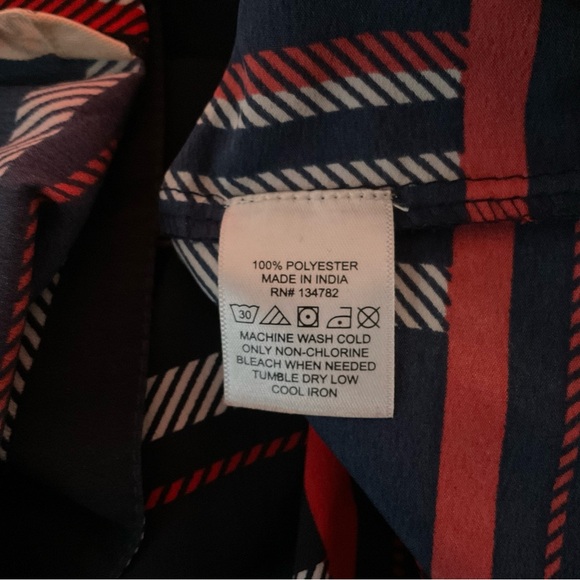 100% POLYESTER
MADE IN INDIA
RN# 134782
30
MACHINE WASH COLD
ONLY NON-CHLORINE
BLEACH WHEN NEEDED
TUMBLE DRY LOW
COOL IRON